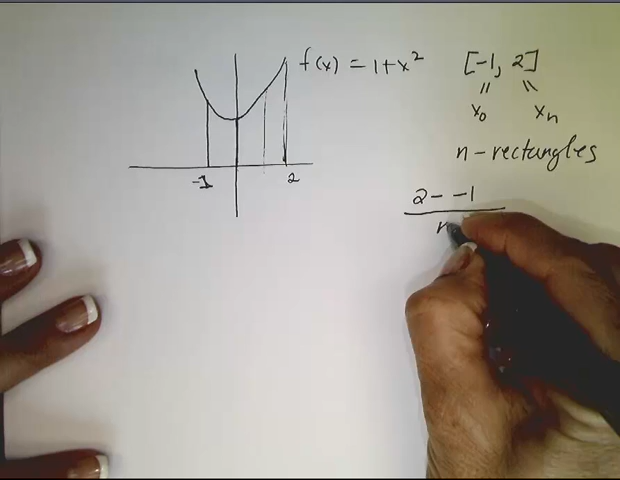 f(x) = 1+x²
[-1, 2]
" \\
x₀ xₙ
n-rectangles
-1 2
2 - -1
n